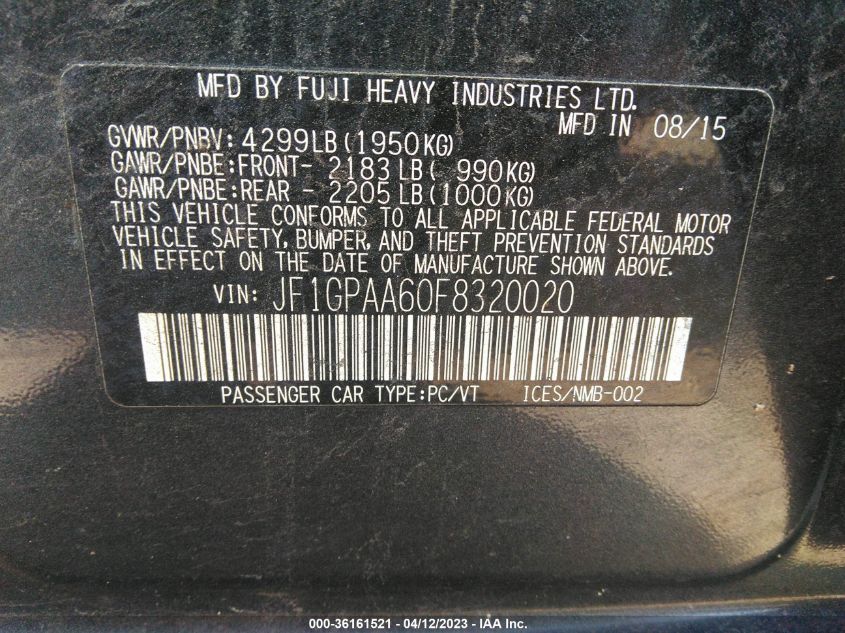 MFD BY FUJI HEAVY INDUSTRIES LTD.
MFD IN 08/15
GVWR/PNBV: 4299LB(1950KG)
GAWR/PNBE:FRONT- 2183LB( 990KG)
GAWR/PNBE:REAR - 2205LB(1000KG)
THIS VEHICLE CONFORMS TO ALL APPLICABLE FEDERAL MOTOR
VEHICLE SAFETY, BUMPER, AND THEFT PREVENTION STANDARDS
IN EFFECT ON THE DATE OF MANUFACTURE SHOWN ABOVE.
VIN: JF1GPAA60F8320020
PASSENGER CAR TYPE:PC/VT ICES/NMB-002
000-36161521 - 04/12/2023 - IAA Inc.